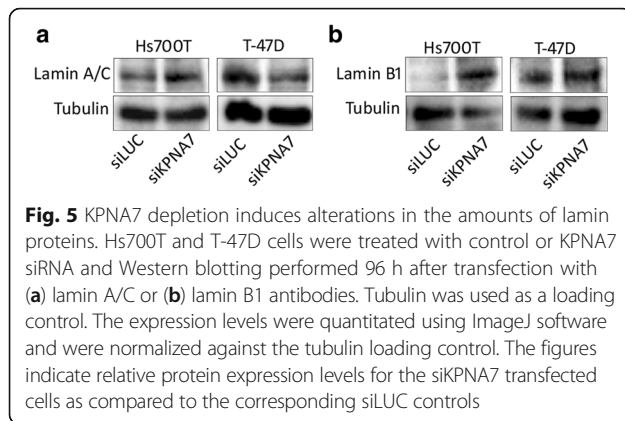 a b
Hs700T T-47D Hs700T T-47D
Lamin A/C Lamin B1
Tubulin Tubulin
siLUC siKPNA7 siLUC siKPNA7 siLUC siKPNA7 siLUC siKPNA7
Fig. 5 KPNA7 depletion induces alterations in the amounts of lamin
proteins. Hs700T and T-47D cells were treated with control or KPNA7
siRNA and Western blotting performed 96 h after transfection with
(a) lamin A/C or (b) lamin B1 antibodies. Tubulin was used as a loading
control. The expression levels were quantitated using ImageJ software
and were normalized against the tubulin loading control. The figures
indicate relative protein expression levels for the siKPNA7 transfected
cells as compared to the corresponding siLUC controls